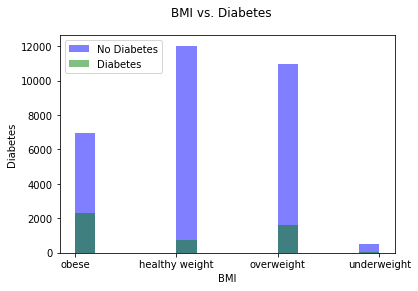 BMI vs. Diabetes
No Diabetes
Diabetes
12000
10000
8000
6000
4000
2000
0
Diabetes
obese
healthy weight
overweight
underweight
BMI